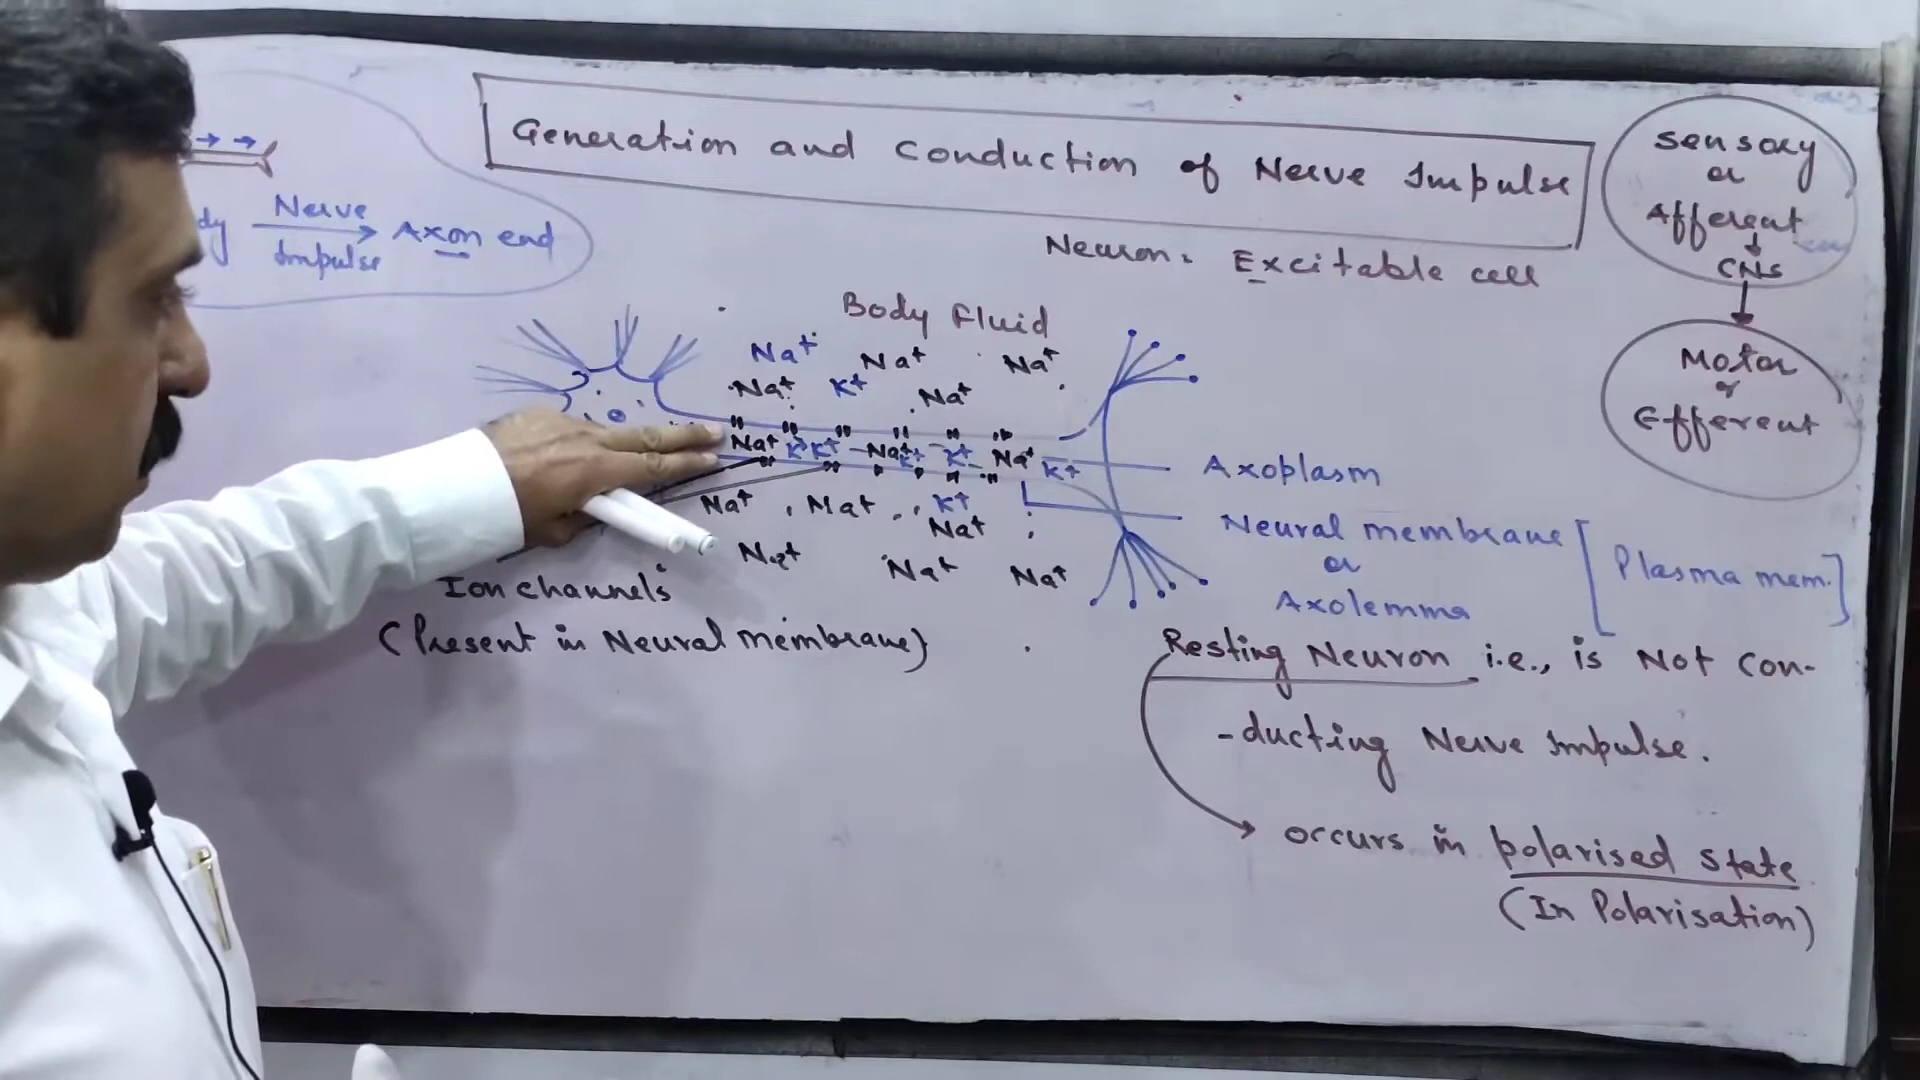 Generation and Conduction of Nerve Impulse
Sensory
or
Afferent
CNS
Motor
or
Efferent
dy Nerve Impulse Axon end
Neuron: Excitable cell
Body Fluid
Na+ Na+ Na+
Na+ K+ Na+
Na+ K+ K+ Na+ K+ K+ Na+ K+
Axoplasm
Na+ Na+ K+
Na+
Na+ Na+ Na+
Neural membrane [Plasma mem.]
or
Axolemma
Ion channels
(Present in Neural membrane)
Resting Neuron i.e., is Not con-
-ducting Nerve Impulse.
occurs in polarised state
(In Polarisation)